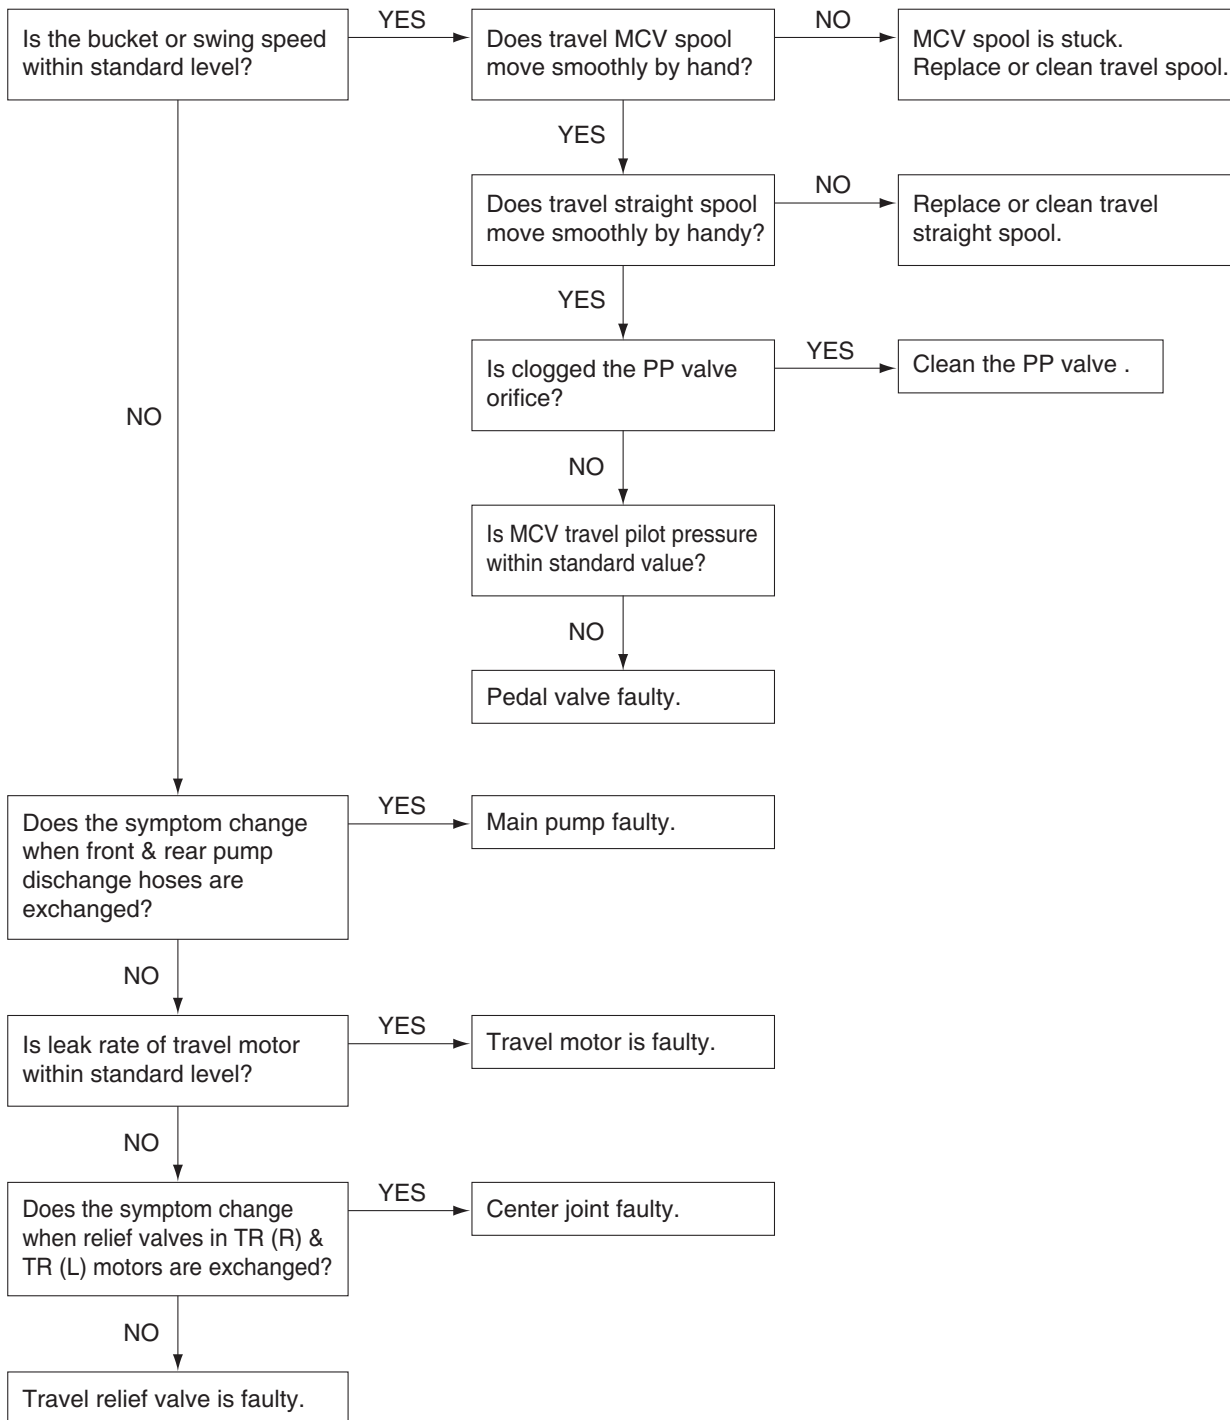 Is the bucket or swing speed
within standard level?
YES
Does travel MCV spool
move smoothly by hand?
NO
MCV spool is stuck.
Replace or clean travel spool.
YES
Does travel straight spool
move smoothly by handy?
NO
Replace or clean travel
straight spool.
YES
Is clogged the PP valve
orifice?
YES
Clean the PP valve .
NO
NO
Is MCV travel pilot pressure
within standard value?
NO
Pedal valve faulty.
Does the symptom change
when front & rear pump
dischange hoses are
exchanged?
YES
Main pump faulty.
NO
Is leak rate of travel motor
within standard level?
YES
Travel motor is faulty.
NO
Does the symptom change
when relief valves in TR (R) &
TR (L) motors are exchanged?
YES
Center joint faulty.
NO
Travel relief valve is faulty.